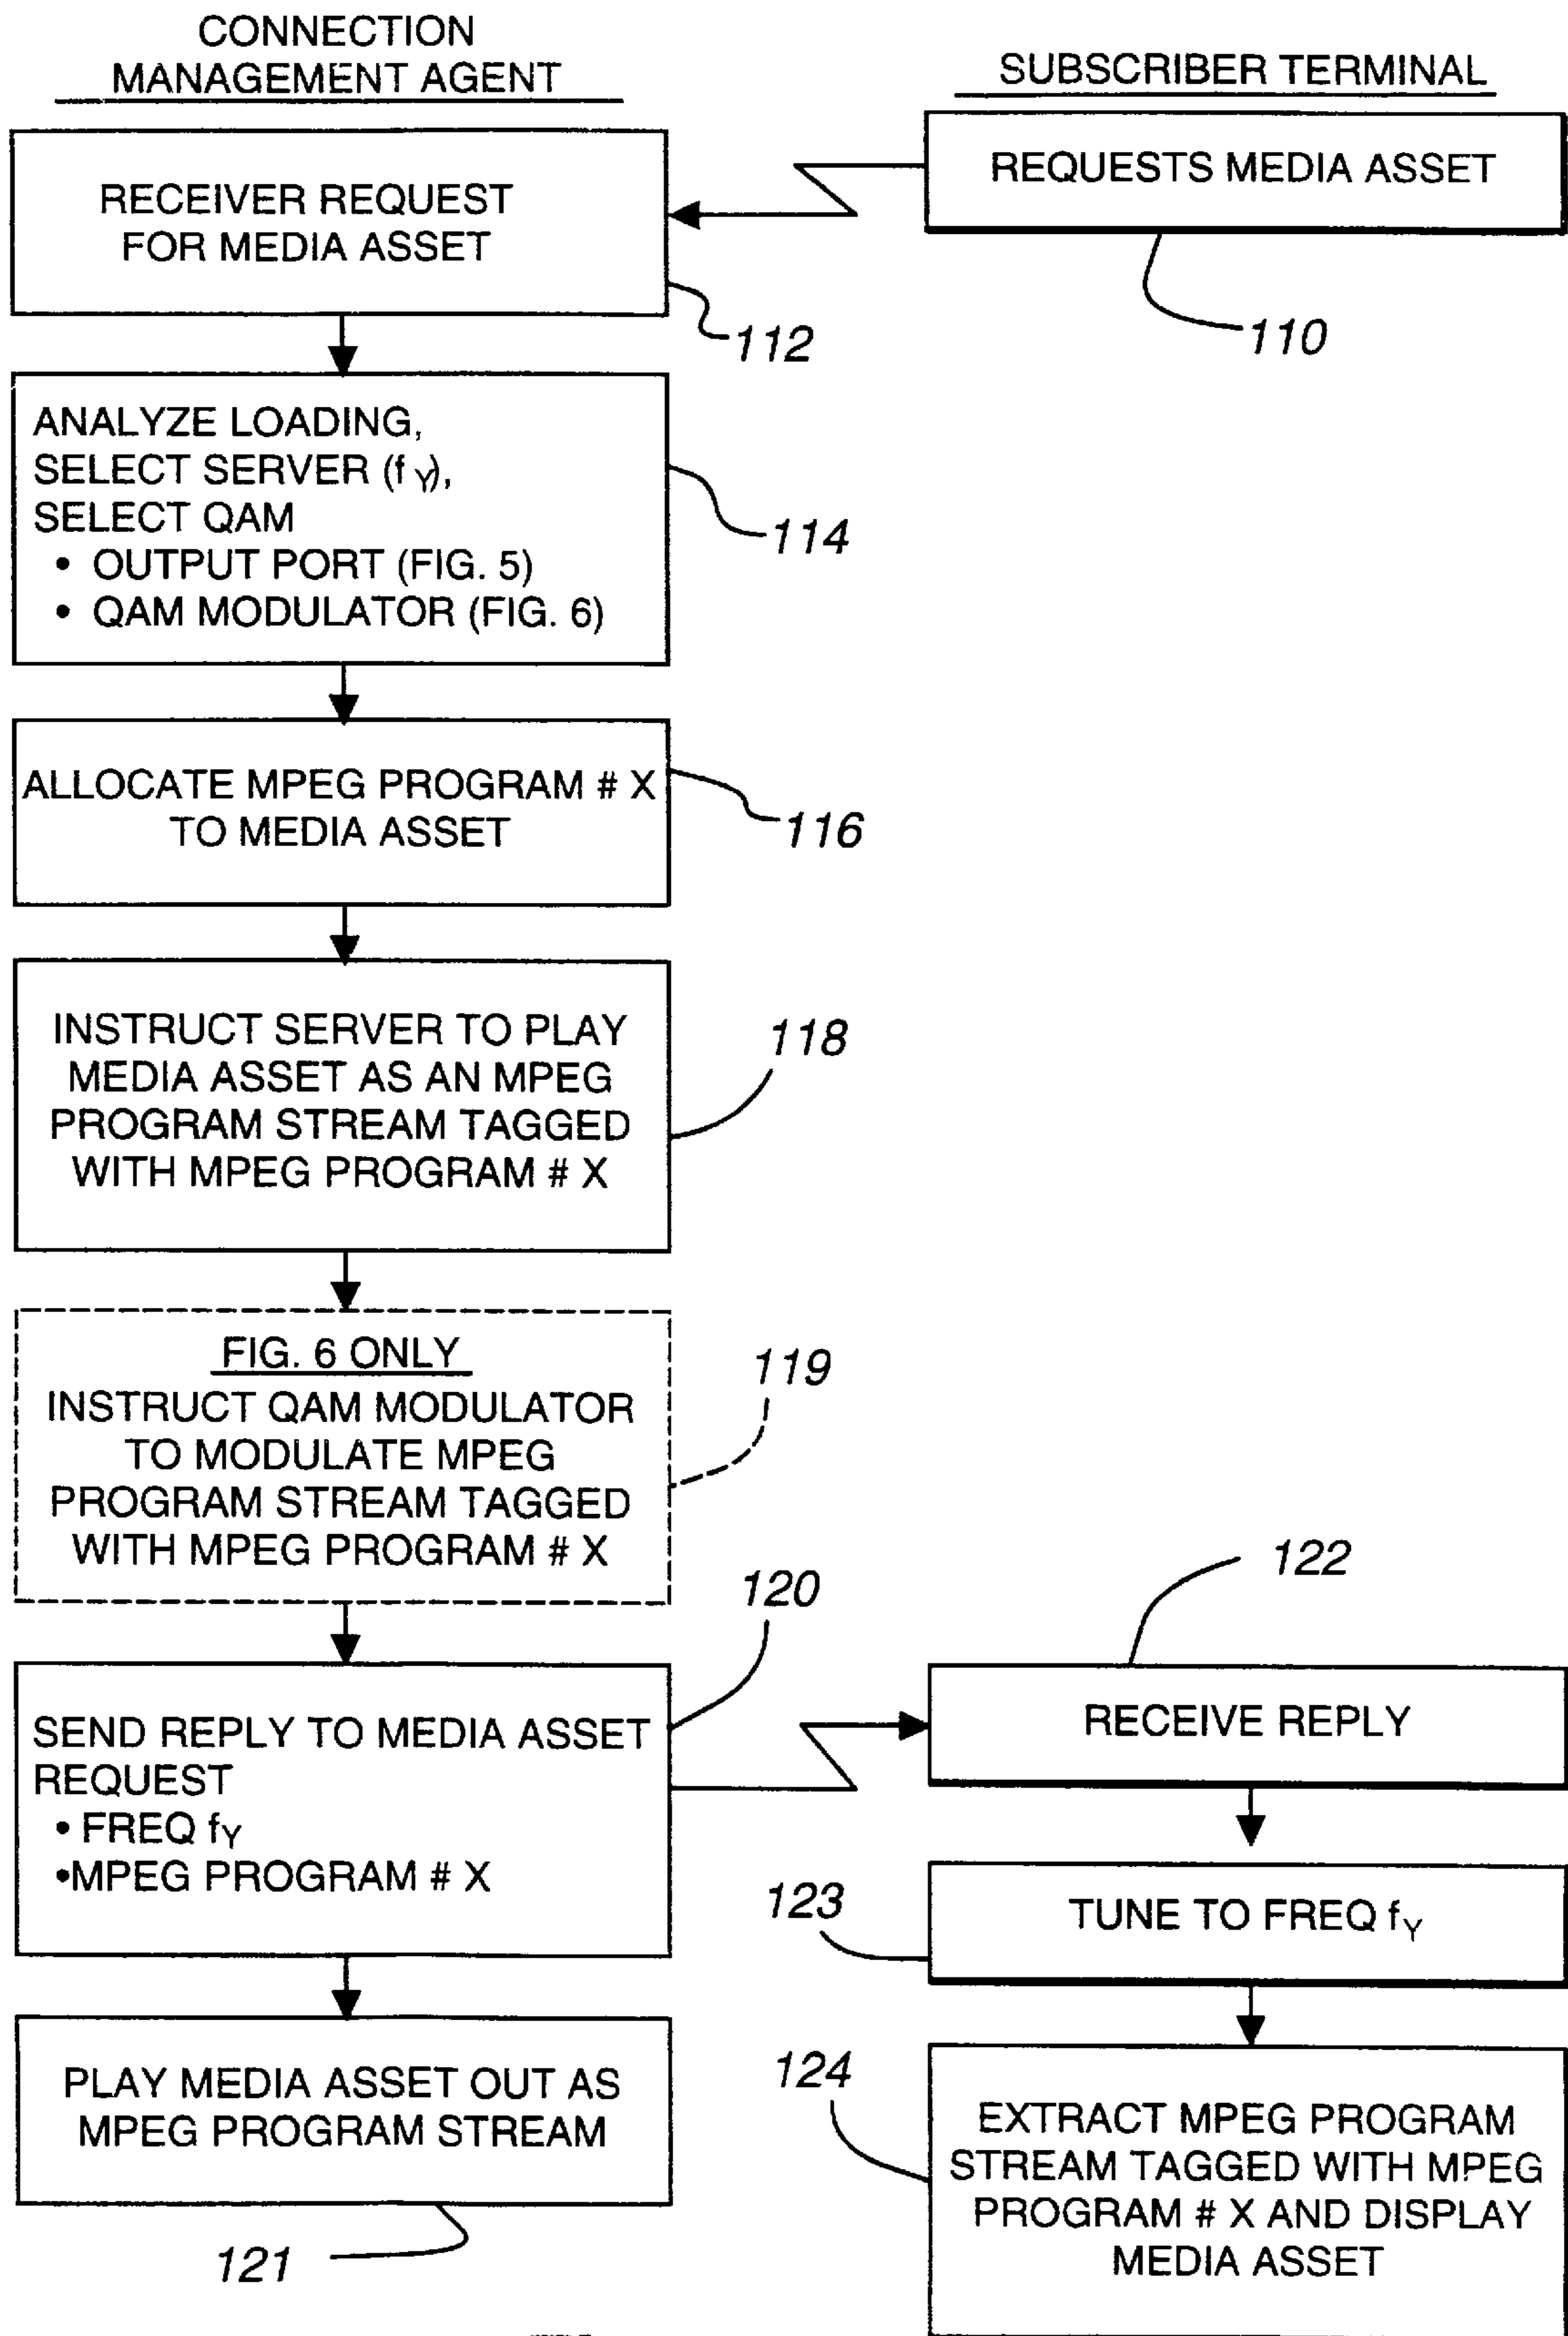 CONNECTION
MANAGEMENT AGENT
SUBSCRIBER TERMINAL
REQUESTS MEDIA ASSET
110
RECEIVER REQUEST
FOR MEDIA ASSET
112
ANALYZE LOADING,
SELECT SERVER (fY),
SELECT QAM
• OUTPUT PORT (FIG. 5)
• QAM MODULATOR (FIG. 6)
114
ALLOCATE MPEG PROGRAM # X
TO MEDIA ASSET
116
INSTRUCT SERVER TO PLAY
MEDIA ASSET AS AN MPEG
PROGRAM STREAM TAGGED
WITH MPEG PROGRAM # X
118
FIG. 6 ONLY
INSTRUCT QAM MODULATOR
TO MODULATE MPEG
PROGRAM STREAM TAGGED
WITH MPEG PROGRAM # X
119
SEND REPLY TO MEDIA ASSET
REQUEST
• FREQ fY
•MPEG PROGRAM # X
120
PLAY MEDIA ASSET OUT AS
MPEG PROGRAM STREAM
121
122
RECEIVE REPLY
123
TUNE TO FREQ fY
124
EXTRACT MPEG PROGRAM
STREAM TAGGED WITH MPEG
PROGRAM # X AND DISPLAY
MEDIA ASSET